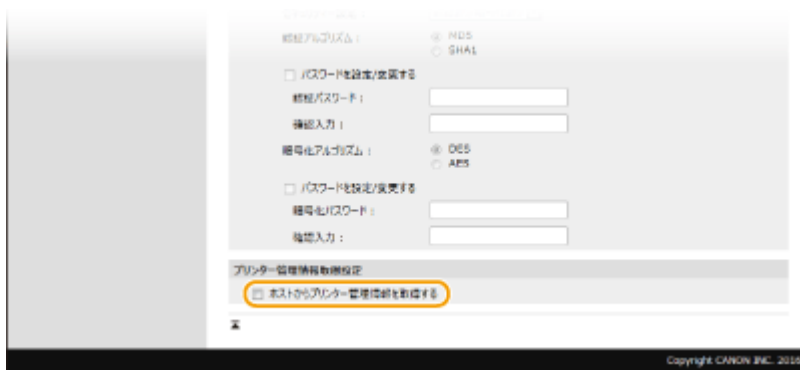 認証アルゴリズム： MD5
SHA1
パスワードを設定/変更する
認証パスワード：
確認入力：
暗号化アルゴリズム： DES
AES
パスワードを設定/変更する
暗号化パスワード：
確認入力：
プリンター管理情報取得設定
ホストからプリンター管理情報を取得する
Copyright CANON INC. 2016